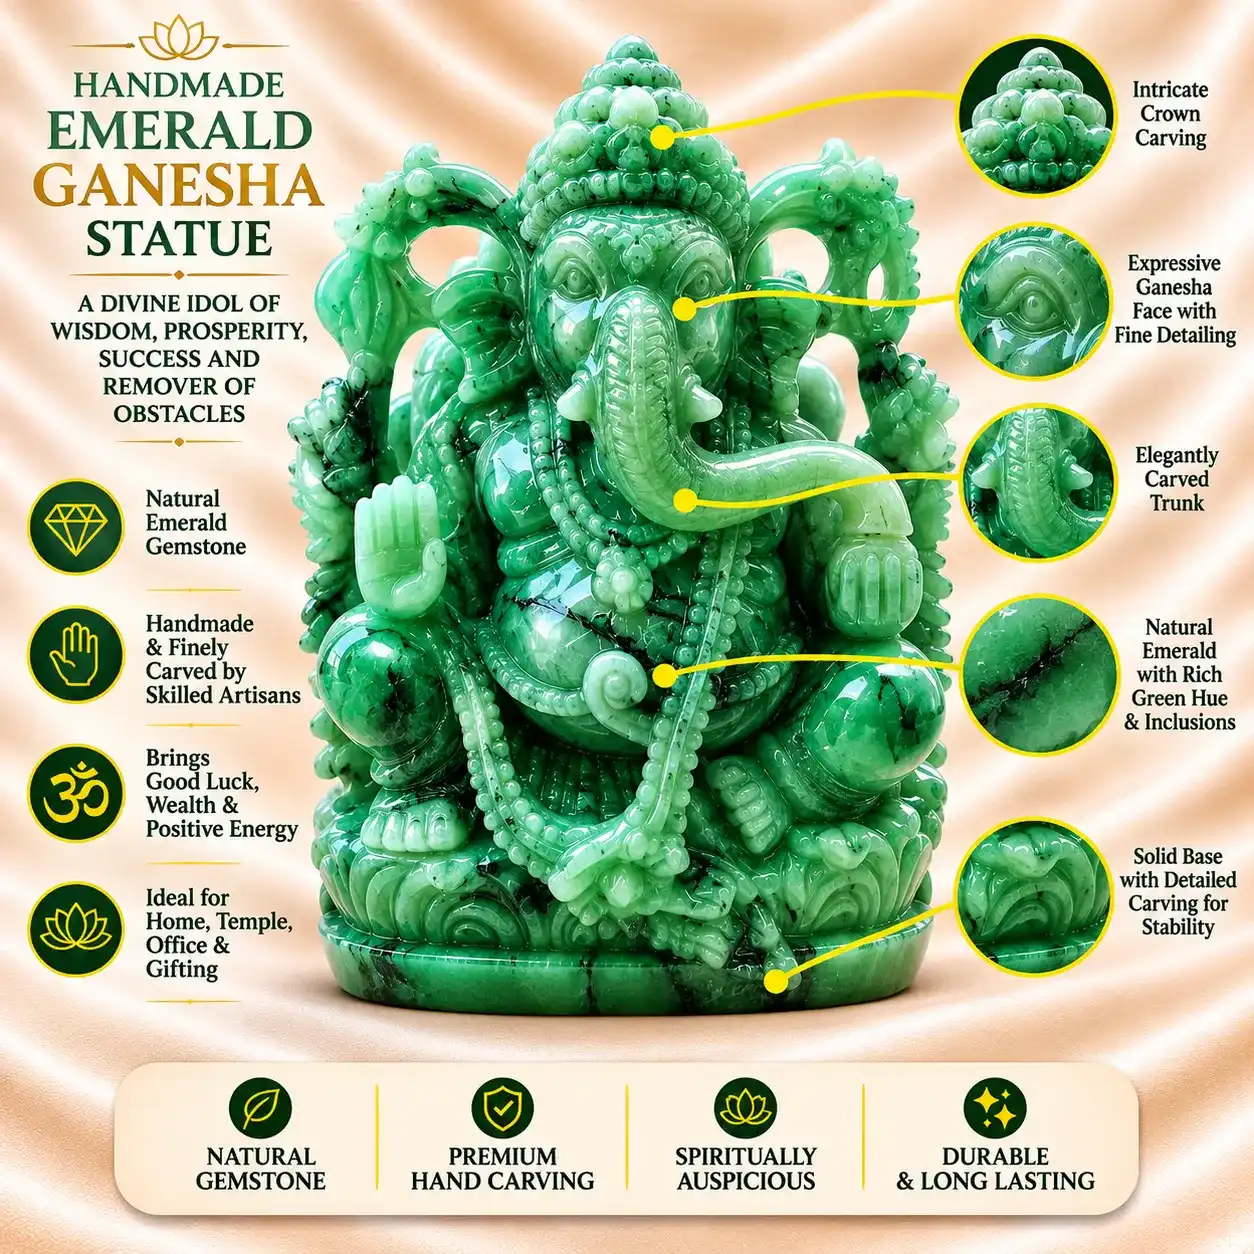 HANDMADE
EMERALD
GANESHA
STATUE
A DIVINE IDOL OF
WISDOM, PROSPERITY,
SUCCESS AND
REMOVER OF
OBSTACLES
Natural
Emerald
Gemstone
Handmade
& Finely
Carved by
Skilled Artisans
ॐ
Brings
Good Luck,
Wealth &
Positive Energy
Ideal for
Home, Temple,
Office &
Gifting
Intricate
Crown
Carving
Expressive
Ganesha
Face with
Fine Detailing
Elegantly
Carved
Trunk
Natural
Emerald
with Rich
Green Hue
& Inclusions
Solid Base
with Detailed
Carving for
Stability
NATURAL
GEMSTONE
PREMIUM
HAND CARVING
SPIRITUALLY
AUSPICIOUS
DURABLE
& LONG LASTING